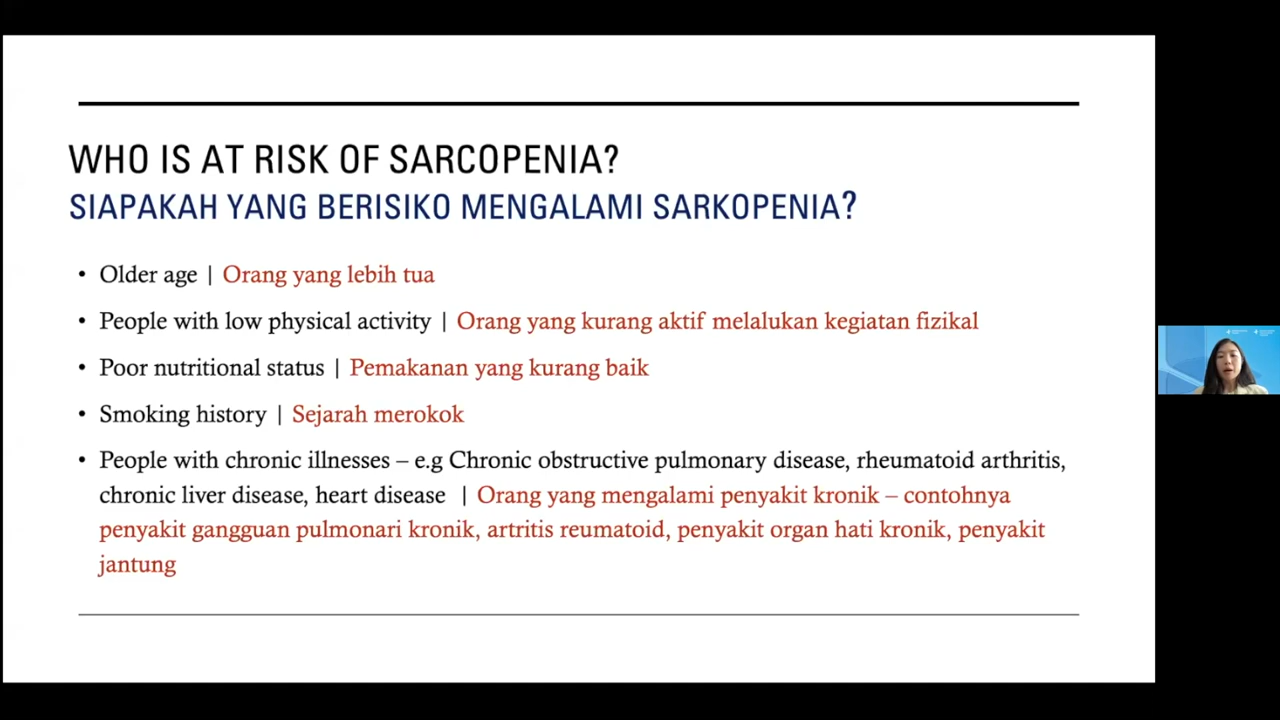 WHO IS AT RISK OF SARCOPENIA?
SIAPAKAH YANG BERISIKO MENGALAMI SARKOPENIA?
• Older age | Orang yang lebih tua
• People with low physical activity | Orang yang kurang aktif melalukan kegiatan fizikal
• Poor nutritional status | Pemakanan yang kurang baik
• Smoking history | Sejarah merokok
• People with chronic illnesses – e.g Chronic obstructive pulmonary disease, rheumatoid arthritis,
chronic liver disease, heart disease | Orang yang mengalami penyakit kronik – contohnya
penyakit gangguan pulmonari kronik, artritis reumatoid, penyakit organ hati kronik, penyakit
jantung